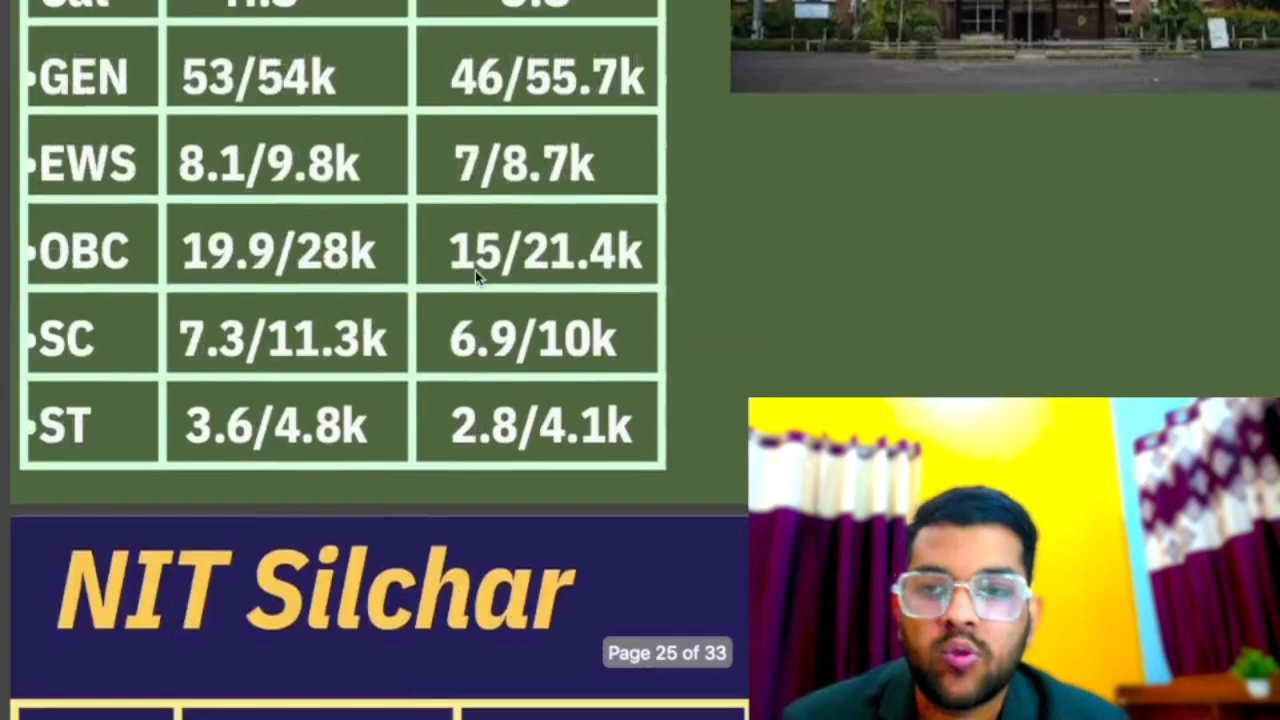 •GEN 53/54k 46/55.7k
•EWS 8.1/9.8k 7/8.7k
•OBC 19.9/28k 15/21.4k
•SC 7.3/11.3k 6.9/10k
•ST 3.6/4.8k 2.8/4.1k
NIT Silchar
Page 25 of 33